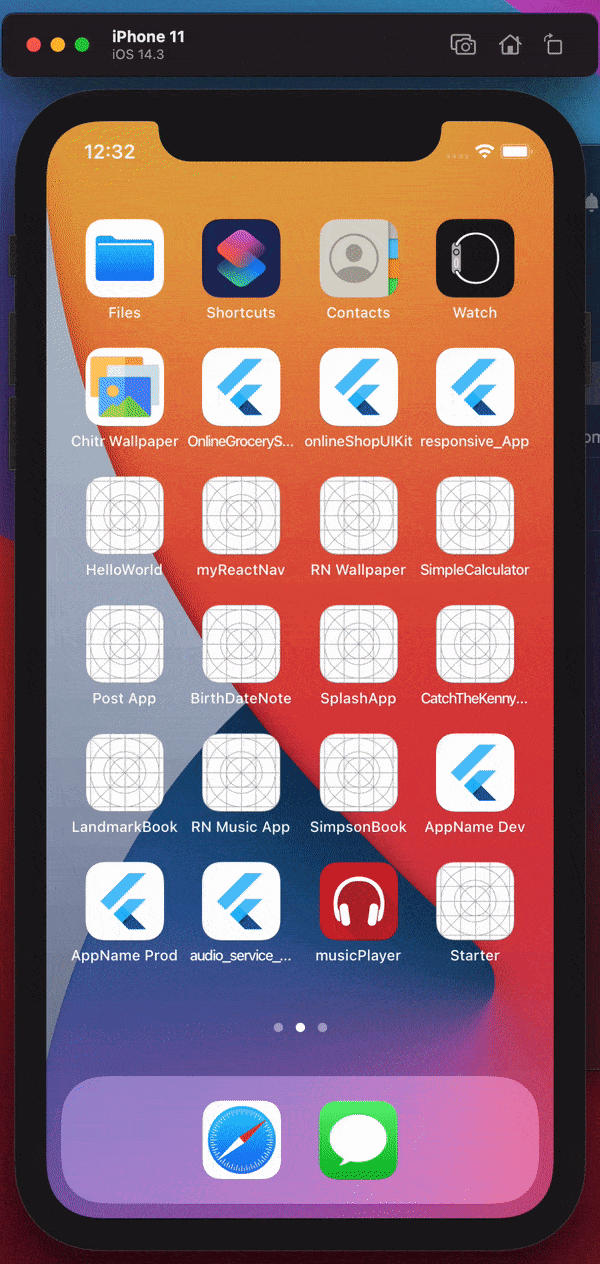 iPhone 11
iOS 14.3
12:32
Files Shortcuts Contacts Watch
Chitr Wallpaper OnlineGroceryS... onlineShopUIKit responsive_App
HelloWorld myReactNav RN Wallpaper SimpleCalculator
Post App BirthDateNote SplashApp CatchTheKenny...
LandmarkBook RN Music App SimpsonBook AppName Dev
AppName Prod audio_service_... musicPlayer Starter